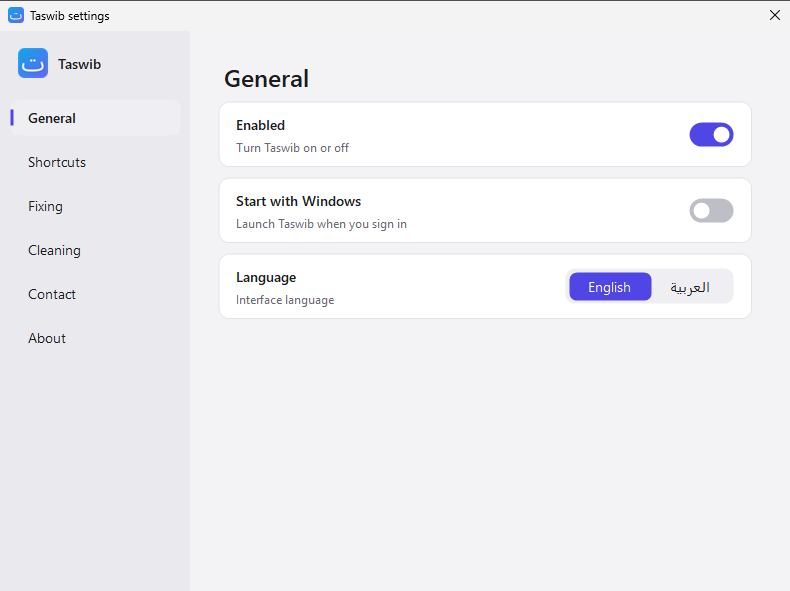 Taswib settings
ت
Taswib
General
Shortcuts
Fixing
Cleaning
Contact
About
General
Enabled
Turn Taswib on or off
Start with Windows
Launch Taswib when you sign in
Language
Interface language
English
العربية